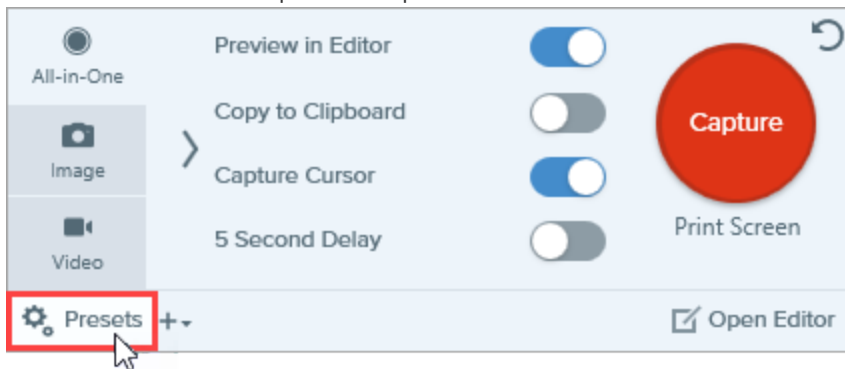 All-in-One
Image
Video
Preview in Editor
Copy to Clipboard
Capture Cursor
5 Second Delay
Capture
Print Screen
Presets
Open Editor